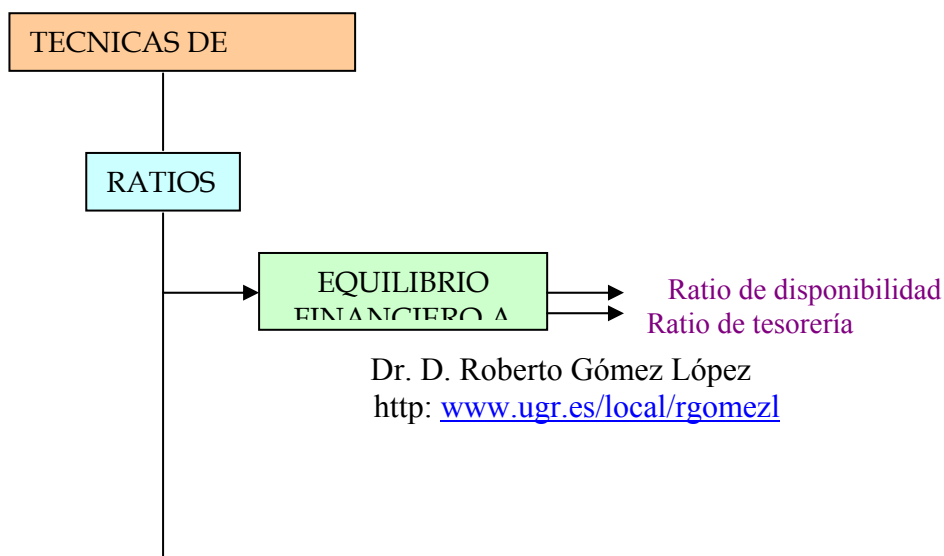 TECNICAS DE
RATIOS
EQUILIBRIO
FINANCIERO A
Ratio de disponibilidad
Ratio de tesorería
Dr. D. Roberto Gómez López
http: www.ugr.es/local/rgomezl